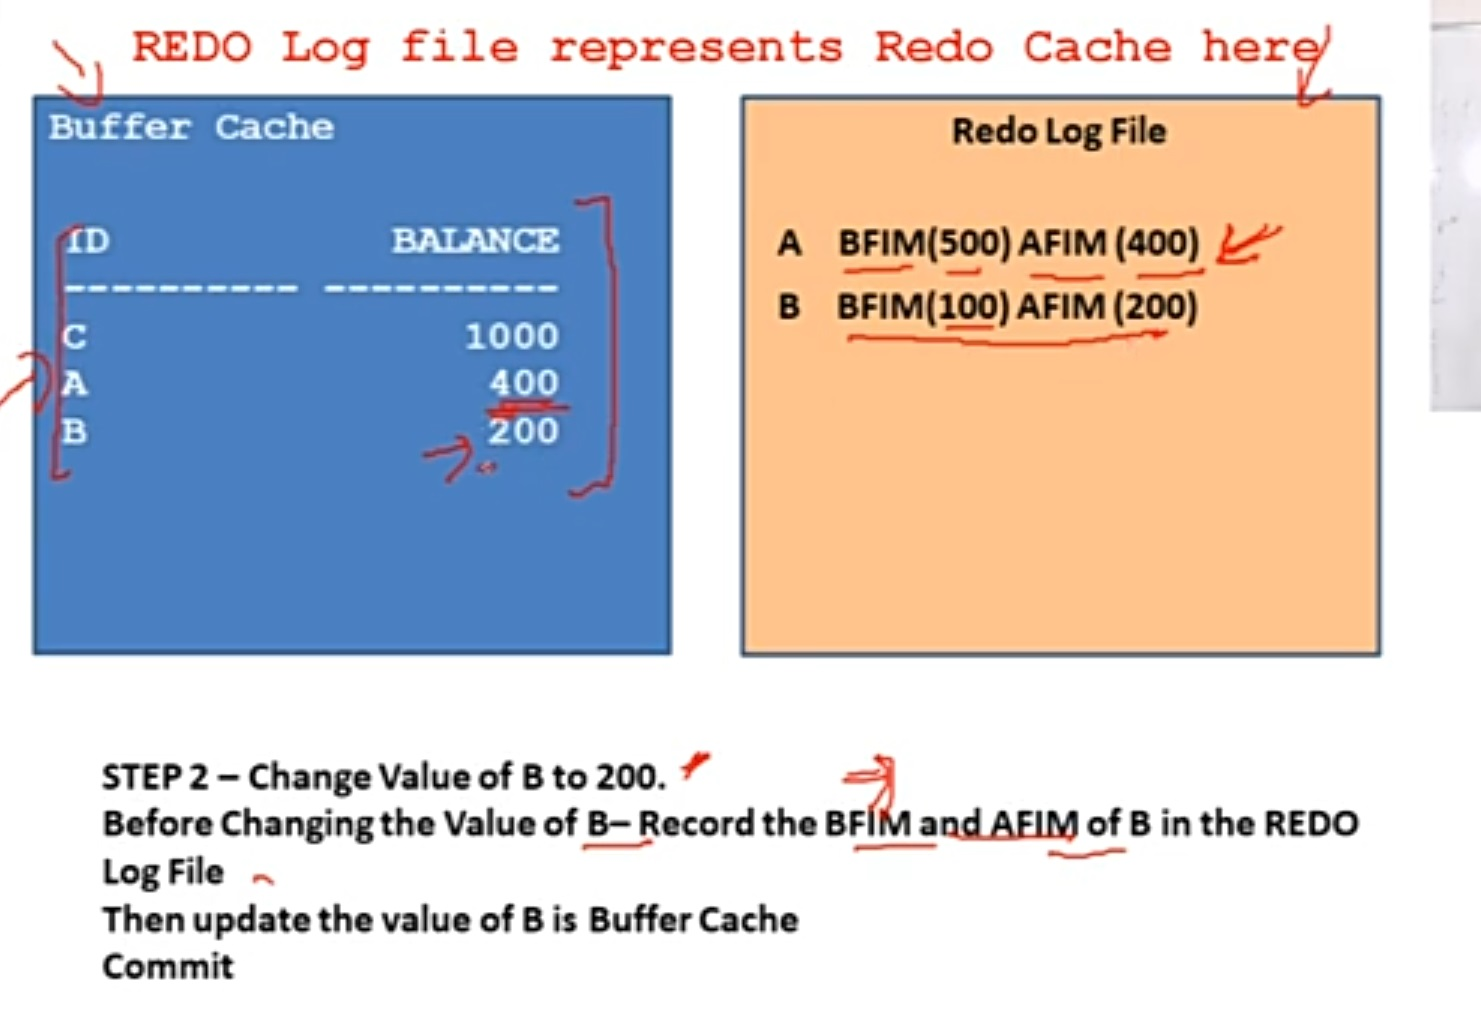 REDO Log file represents Redo Cache here
Buffer Cache
ID BALANCE
---------- ----------
C 1000
A 400
B 200
Redo Log File
A BFIM(500) AFIM (400)
B BFIM(100) AFIM (200)
STEP 2 – Change Value of B to 200.
Before Changing the Value of B– Record the BFIM and AFIM of B in the REDO
Log File
Then update the value of B is Buffer Cache
Commit